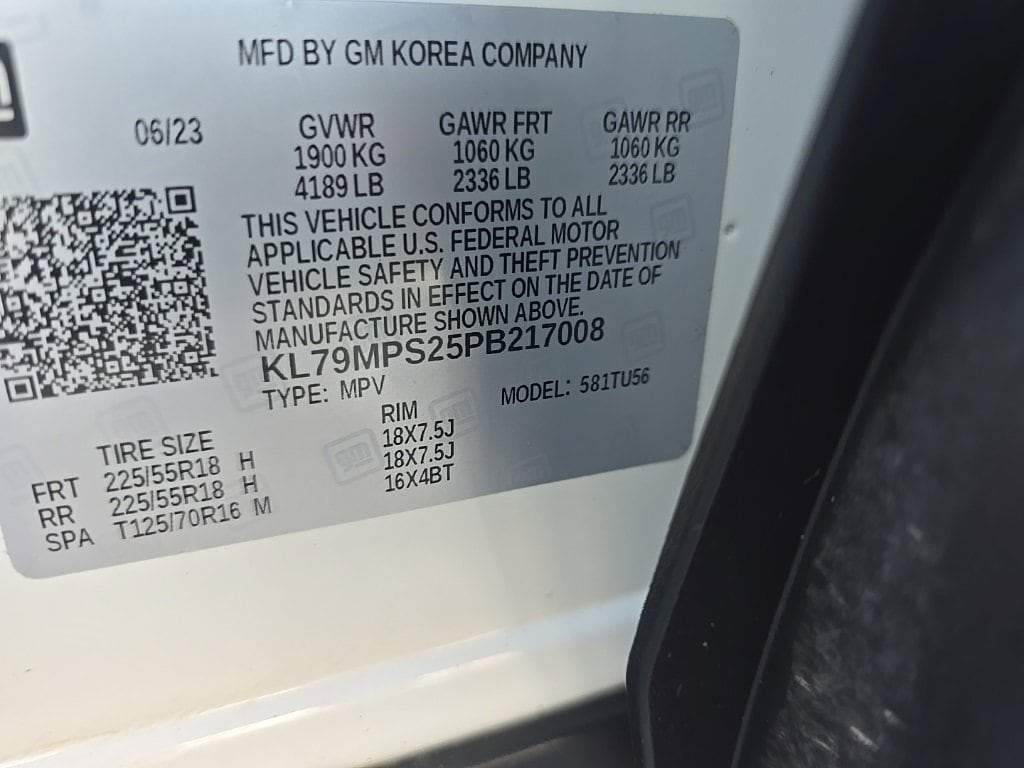 MFD BY GM KOREA COMPANY
06/23 GVWR GAWR FRT GAWR RR
1900 KG 1060 KG 1060 KG
4189 LB 2336 LB 2336 LB
THIS VEHICLE CONFORMS TO ALL
APPLICABLE U.S. FEDERAL MOTOR
VEHICLE SAFETY AND THEFT PREVENTION
STANDARDS IN EFFECT ON THE DATE OF
MANUFACTURE SHOWN ABOVE.
KL79MPS25PB217008
TYPE: MPV MODEL: 581TU56
TIRE SIZE RIM
FRT 225/55R18 H 18X7.5J
RR 225/55R18 H 18X7.5J
SPA T125/70R16 M 16X4BT
gm